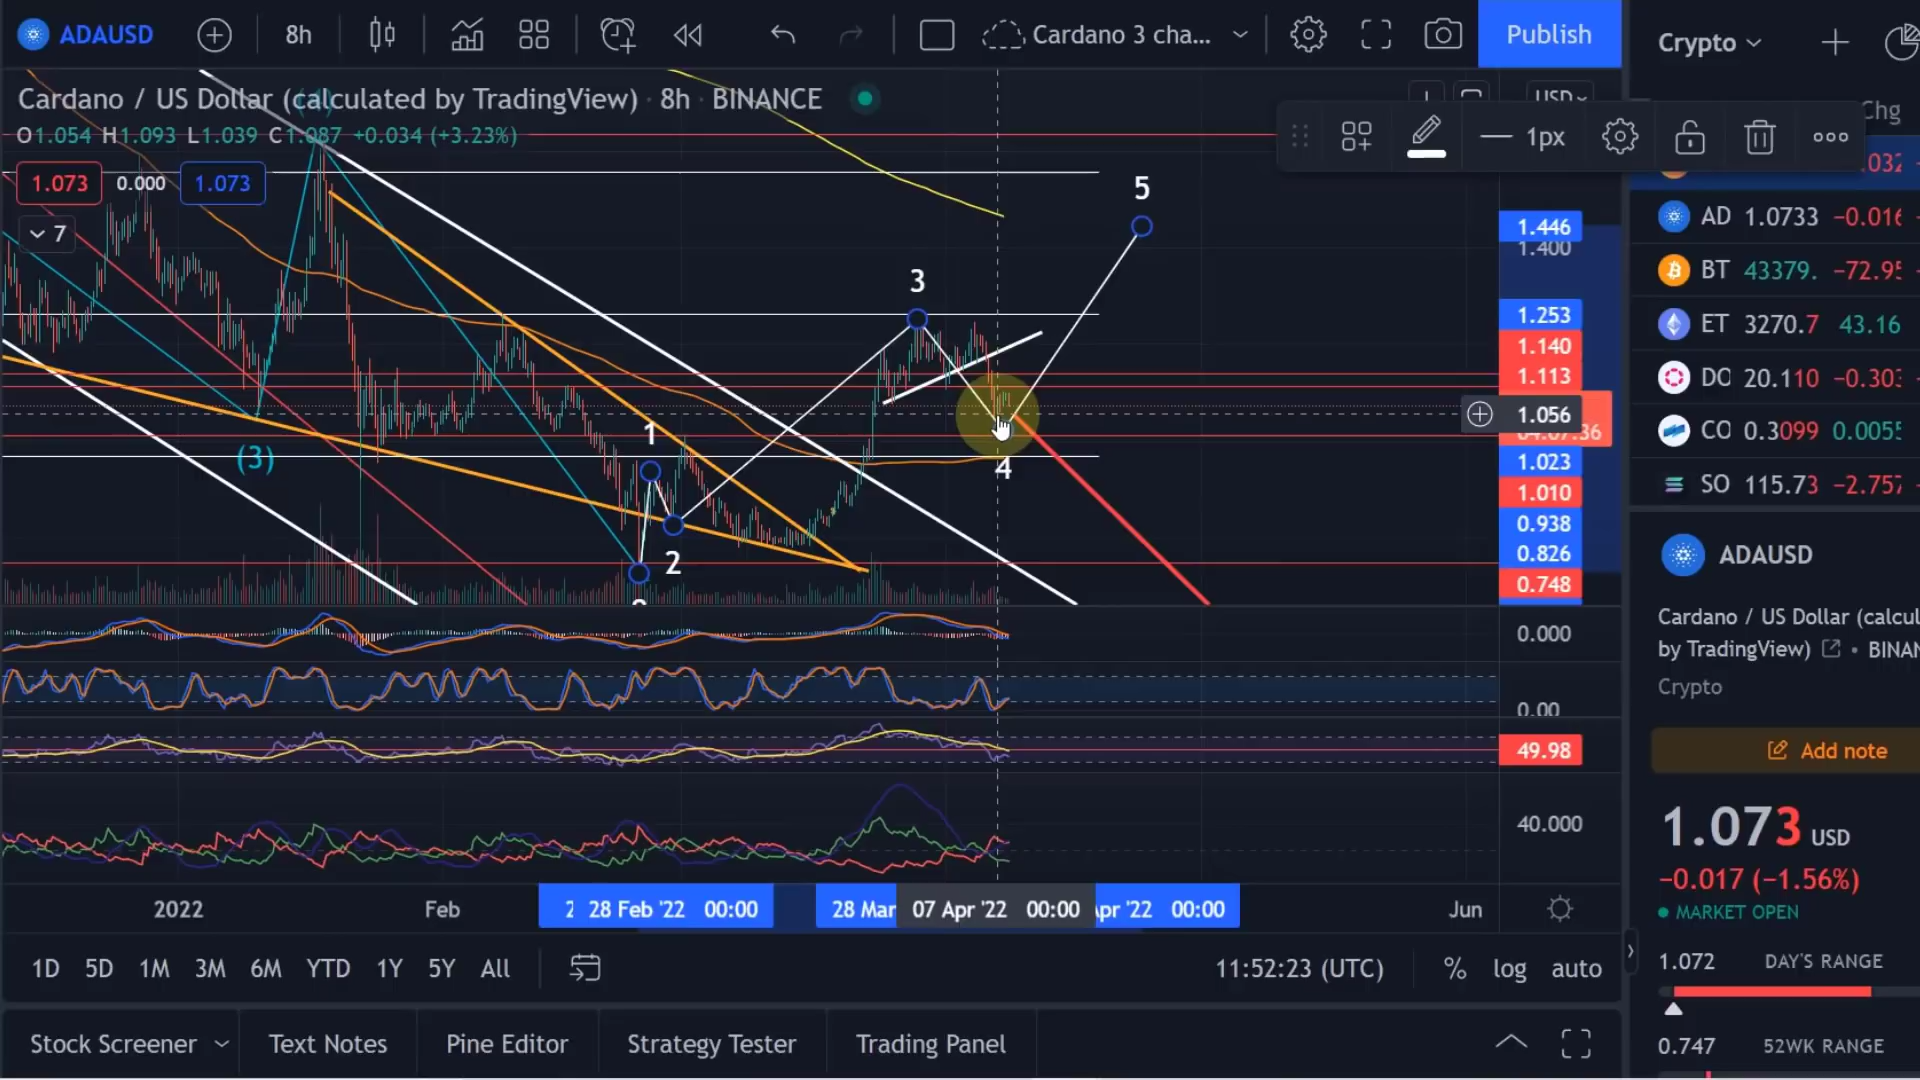 ADAUSD
8h
Cardano 3 cha...
Publish
Crypto
Cardano / US Dollar (calculated by TradingView) · 8h · BINANCE
USD
Chg
O1.054 H1.093 L1.039 C1.087 +0.034 (+3.23%)
1px
1.073 0.000 1.073
7
5
3
1
2
4
(3)
1.446
1.400
1.253
1.140
1.113
1.056
1.023
1.010
0.938
0.826
0.748
0.000
0.00
49.98
40.000
AD 1.0733
BT 43379. −72.95
ET 3270.7 43.16
DO 20.110
CO 0.3099
SO 115.73 −2.757
ADAUSD
Cardano / US Dollar (calcul
by TradingView) • BINAN
Crypto
Add note
1.073 USD
−0.017 (−1.56%)
MARKET OPEN
1.072 DAY'S RANGE
0.747 52WK RANGE
2022 Feb 28 Feb '22 00:00 28 Mar 07 Apr '22 00:00 Apr '22 00:00 Jun
1D 5D 1M 3M 6M YTD 1Y 5Y All
11:52:23 (UTC) % log auto
Stock Screener Text Notes Pine Editor Strategy Tester Trading Panel